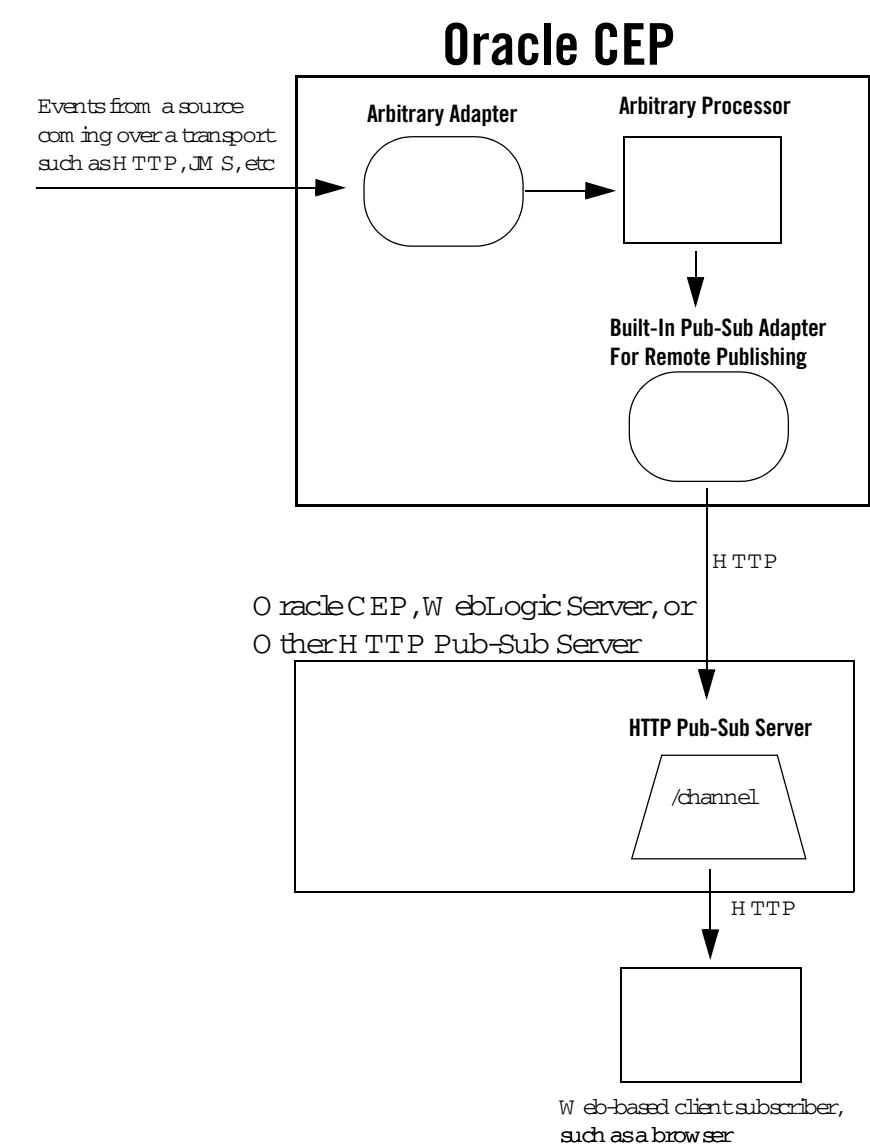 Oracle CEP
Events from a source
coming over a transport
such as HTTP, JMS, etc
Arbitrary Adapter
Arbitrary Processor
Built-In Pub-Sub Adapter
For Remote Publishing
HTTP
Oracle CEP, WebLogic Server, or
Other HTTP Pub-Sub Server
HTTP Pub-Sub Server
/channel
HTTP
Web-based client subscriber,
such as a browser